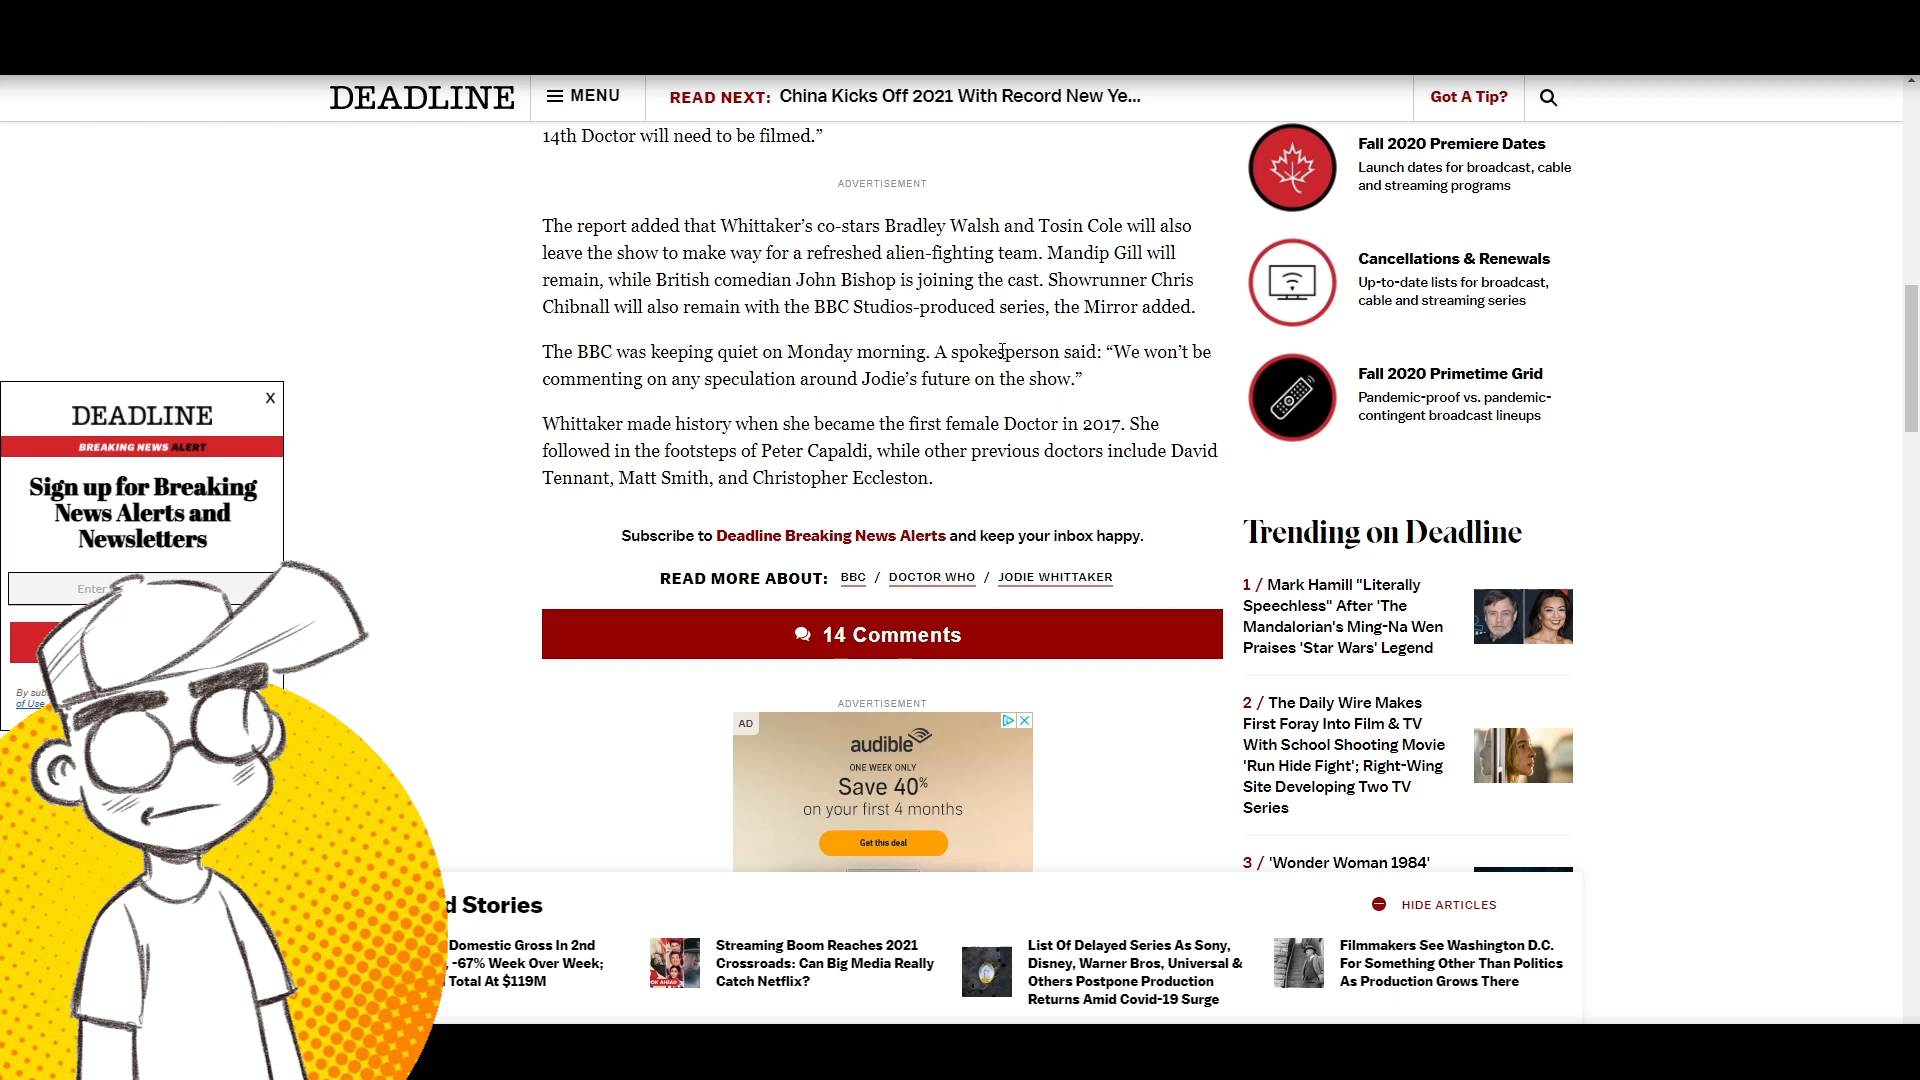 DEADLINE
MENU
READ NEXT: China Kicks Off 2021 With Record New Ye...
Got A Tip?
14th Doctor will need to be filmed.”
ADVERTISEMENT
The report added that Whittaker’s co-stars Bradley Walsh and Tosin Cole will also
leave the show to make way for a refreshed alien-fighting team. Mandip Gill will
remain, while British comedian John Bishop is joining the cast. Showrunner Chris
Chibnall will also remain with the BBC Studios-produced series, the Mirror added.
The BBC was keeping quiet on Monday morning. A spokesperson said: “We won’t be
commenting on any speculation around Jodie’s future on the show.”
Whittaker made history when she became the first female Doctor in 2017. She
followed in the footsteps of Peter Capaldi, while other previous doctors include David
Tennant, Matt Smith, and Christopher Eccleston.
Subscribe to Deadline Breaking News Alerts and keep your inbox happy.
READ MORE ABOUT: BBC / DOCTOR WHO / JODIE WHITTAKER
14 Comments
ADVERTISEMENT
AD
audible
ONE WEEK ONLY
Save 40%
on your first 4 months
Get this deal
Fall 2020 Premiere Dates
Launch dates for broadcast, cable
and streaming programs
Cancellations & Renewals
Up-to-date lists for broadcast,
cable and streaming series
Fall 2020 Primetime Grid
Pandemic-proof vs. pandemic-
contingent broadcast lineups
Trending on Deadline
1 / Mark Hamill "Literally
Speechless" After 'The
Mandalorian's Ming-Na Wen
Praises 'Star Wars' Legend
2 / The Daily Wire Makes
First Foray Into Film & TV
With School Shooting Movie
'Run Hide Fight'; Right-Wing
Site Developing Two TV
Series
3 / 'Wonder Woman 1984'
X
DEADLINE
BREAKING NEWS ALERT
Sign up for Breaking
News Alerts and
Newsletters
Enter
By sub
of Use
d Stories
HIDE ARTICLES
Domestic Gross In 2nd
, -67% Week Over Week;
Total At $119M
Streaming Boom Reaches 2021
Crossroads: Can Big Media Really
Catch Netflix?
List Of Delayed Series As Sony,
Disney, Warner Bros, Universal &
Others Postpone Production
Returns Amid Covid-19 Surge
Filmmakers See Washington D.C.
For Something Other Than Politics
As Production Grows There